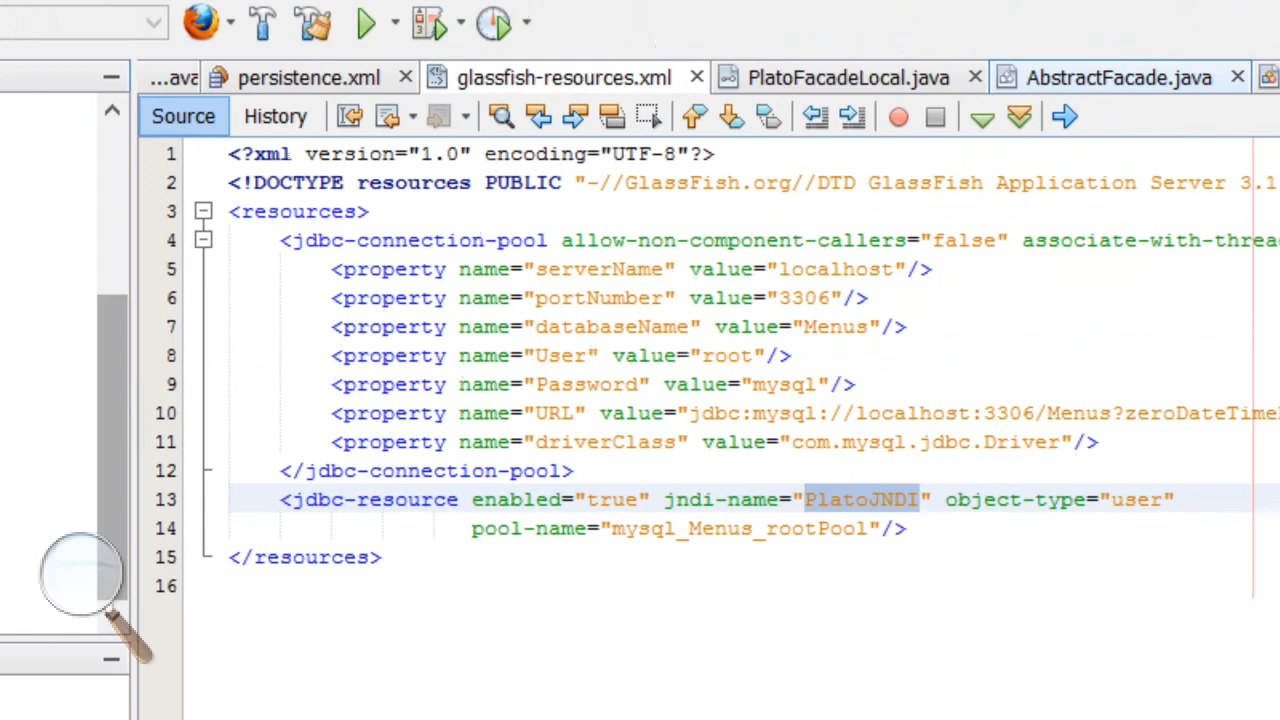 ...ava persistence.xml glassfish-resources.xml PlatoFacadeLocal.java AbstractFacade.java
Source History
1 <?xml version="1.0" encoding="UTF-8"?>
2 <!DOCTYPE resources PUBLIC "-//GlassFish.org//DTD GlassFish Application Server 3.1
3 <resources>
4 <jdbc-connection-pool allow-non-component-callers="false" associate-with-threa
5 <property name="serverName" value="localhost"/>
6 <property name="portNumber" value="3306"/>
7 <property name="databaseName" value="Menus"/>
8 <property name="User" value="root"/>
9 <property name="Password" value="mysql"/>
10 <property name="URL" value="jdbc:mysql://localhost:3306/Menus?zeroDateTime
11 <property name="driverClass" value="com.mysql.jdbc.Driver"/>
12 </jdbc-connection-pool>
13 <jdbc-resource enabled="true" jndi-name="PlatoJNDI" object-type="user"
14 pool-name="mysql_Menus_rootPool"/>
15 </resources>
16